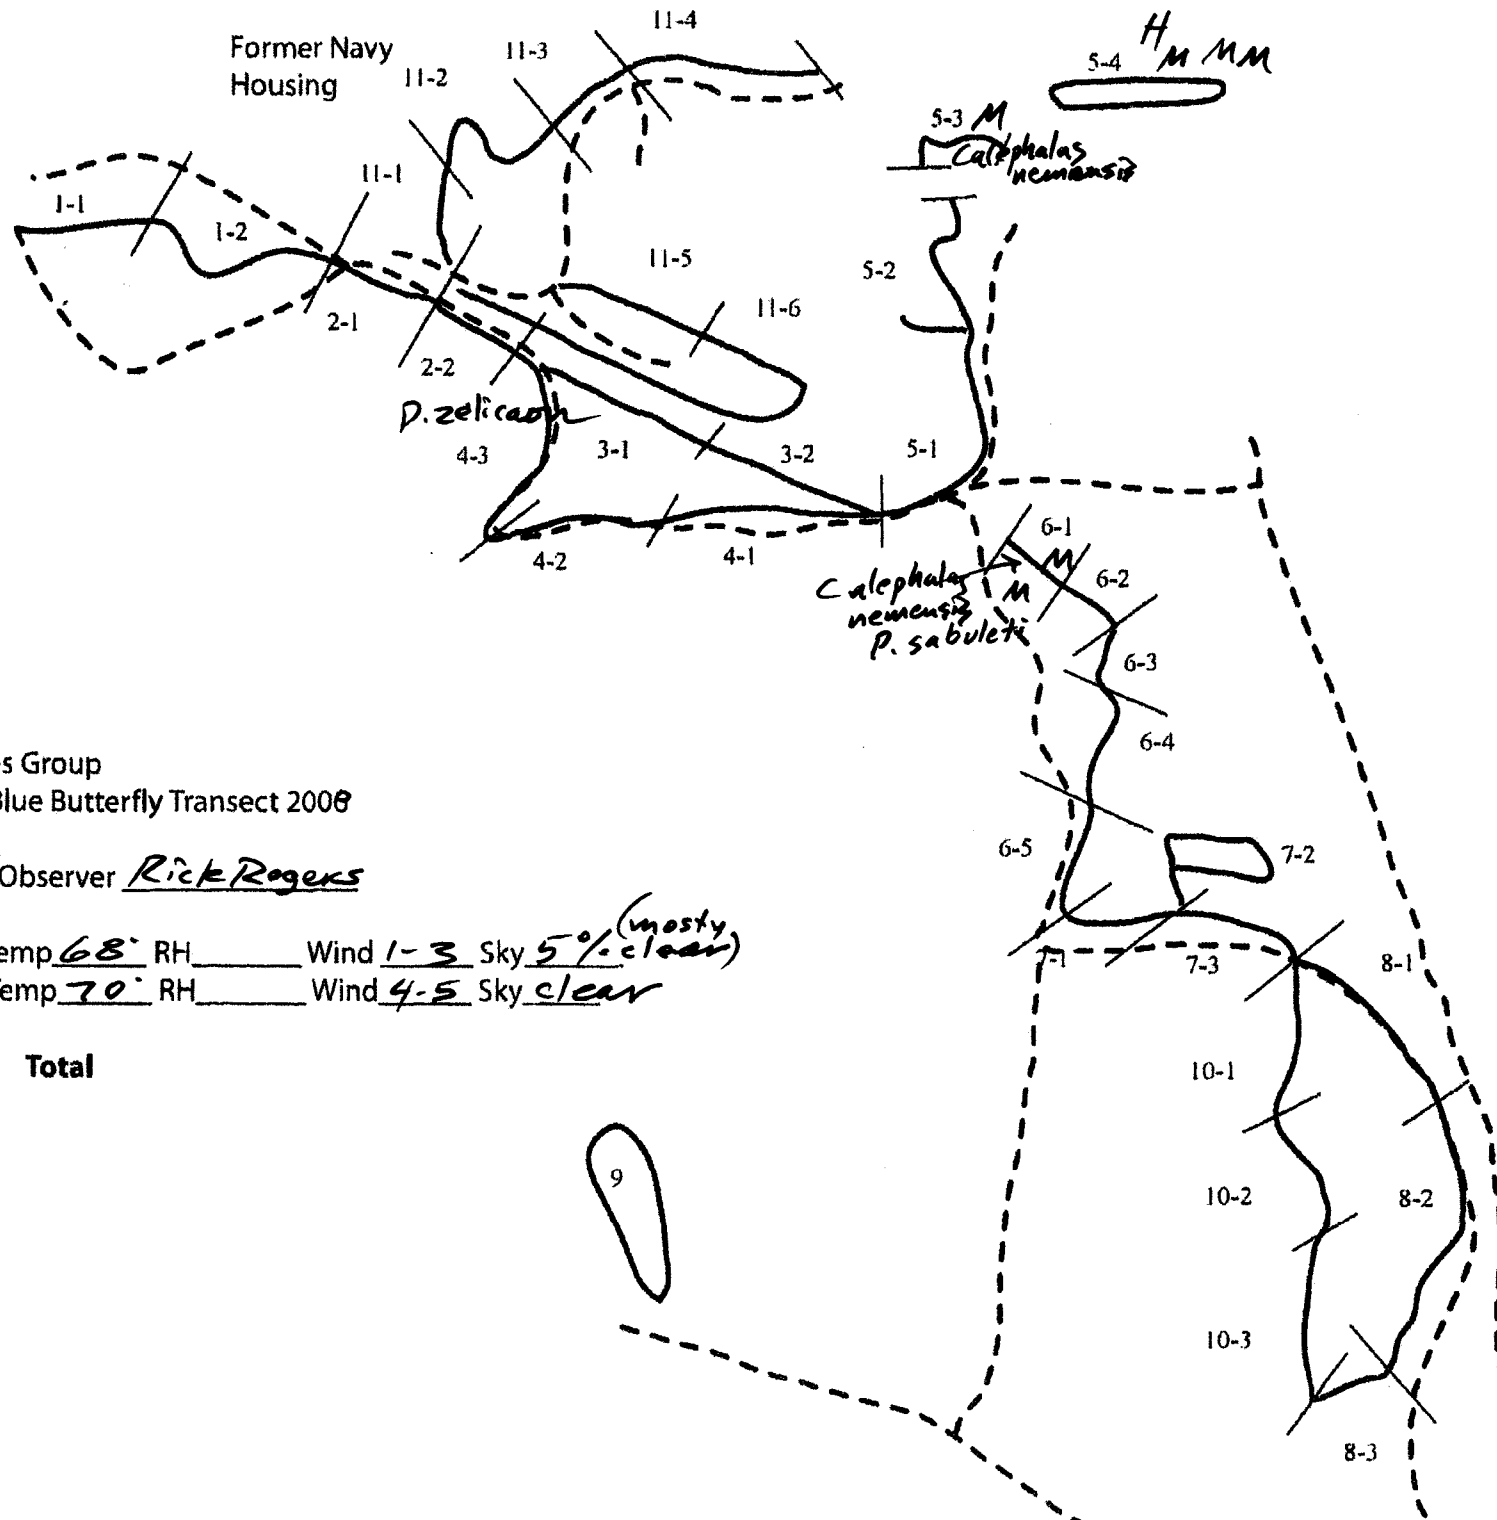 11-4
H
M M M
5-4
Former Navy
Housing
11-3
11-2
5-3 M
Calephalas
nemensis
11-1
1-1
1-2
11-5
5-2
11-6
2-1
2-2
P. zelicaon
4-3
3-1
3-2
5-1
6-1
M
4-2
4-1
6-2
Calephala
nemensis
M
P. sabuleti
6-3
6-4
s Group
Blue Butterfly Transect 2008
6-5
7-2
Observer Rick Rogers
(mosty
emp 68° RH Wind 1-3 Sky 5% clear)
emp 70° RH Wind 4-5 Sky clear
7-1
7-3
8-1
Total
10-1
9
10-2
8-2
10-3
8-3